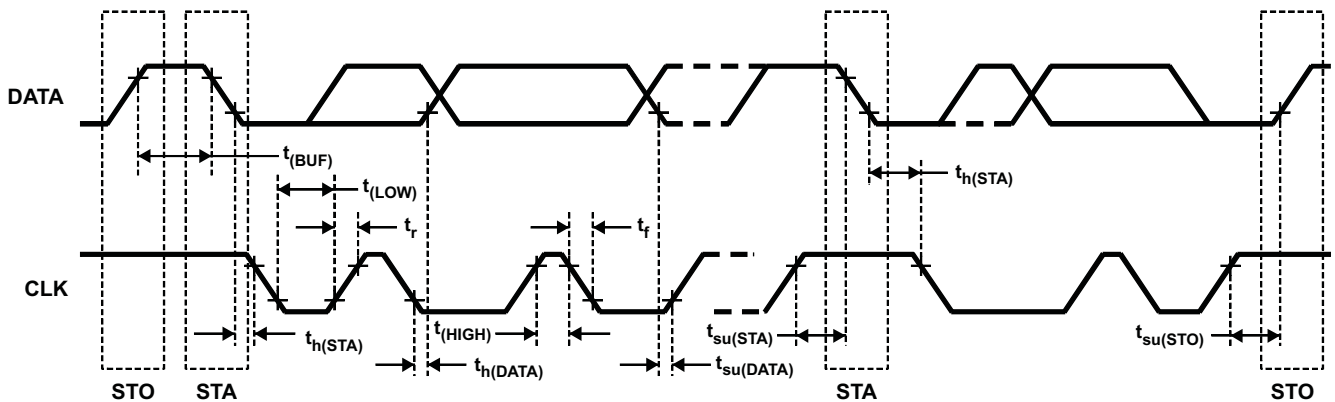 DATA
t(BUF)
t(LOW)
tr
tf
th(STA)
CLK
th(STA)
t(HIGH)
th(DATA)
tsu(DATA)
tsu(STA)
tsu(STO)
STO
STA
STA
STO